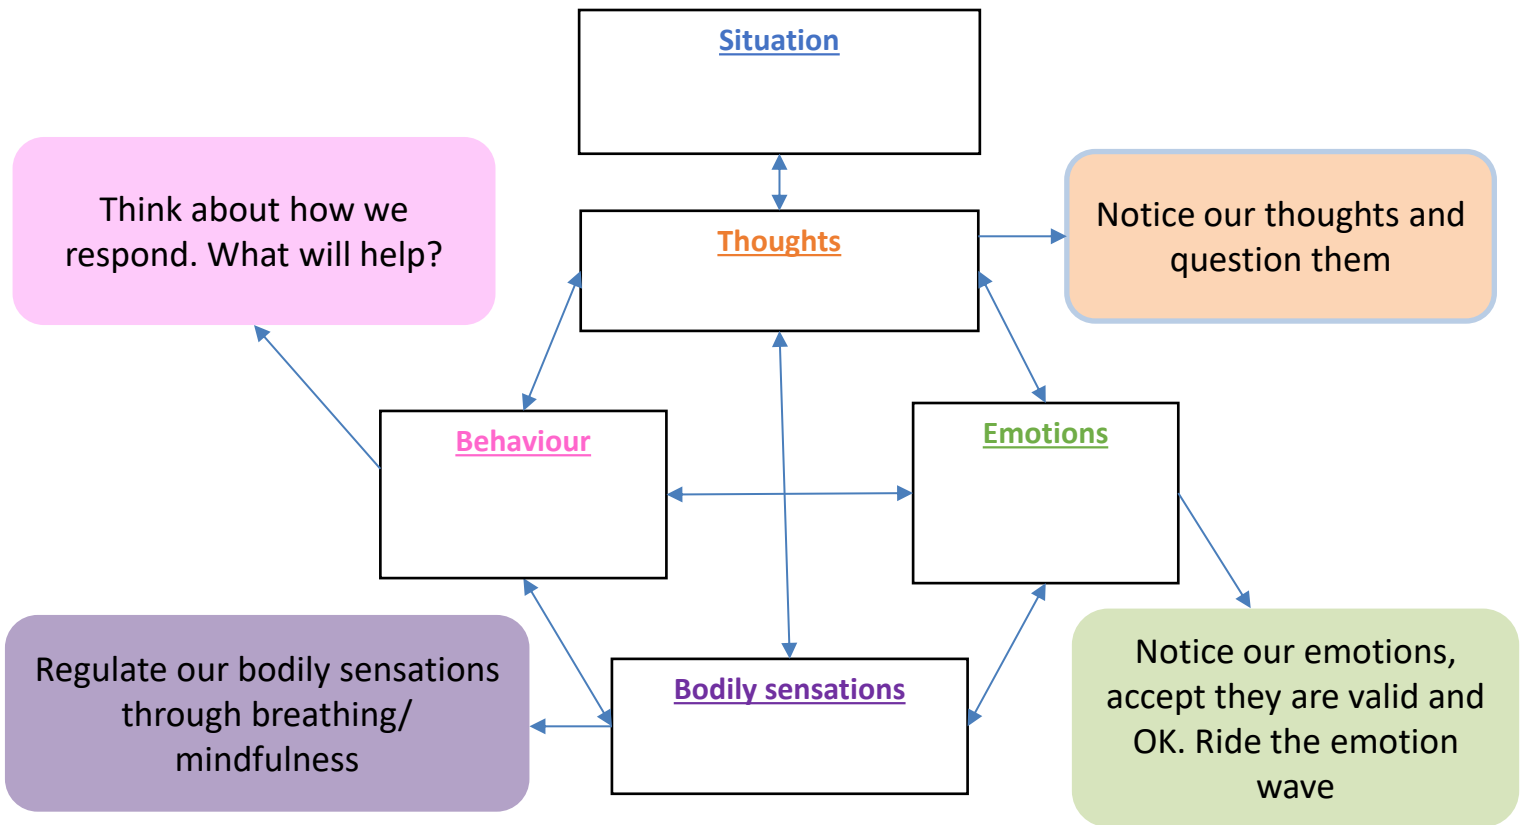 Situation
Think about how we
respond. What will help?
Thoughts
Notice our thoughts and
question them
Behaviour
Emotions
Regulate our bodily sensations
through breathing/
mindfulness
Bodily sensations
Notice our emotions,
accept they are valid and
OK. Ride the emotion
wave